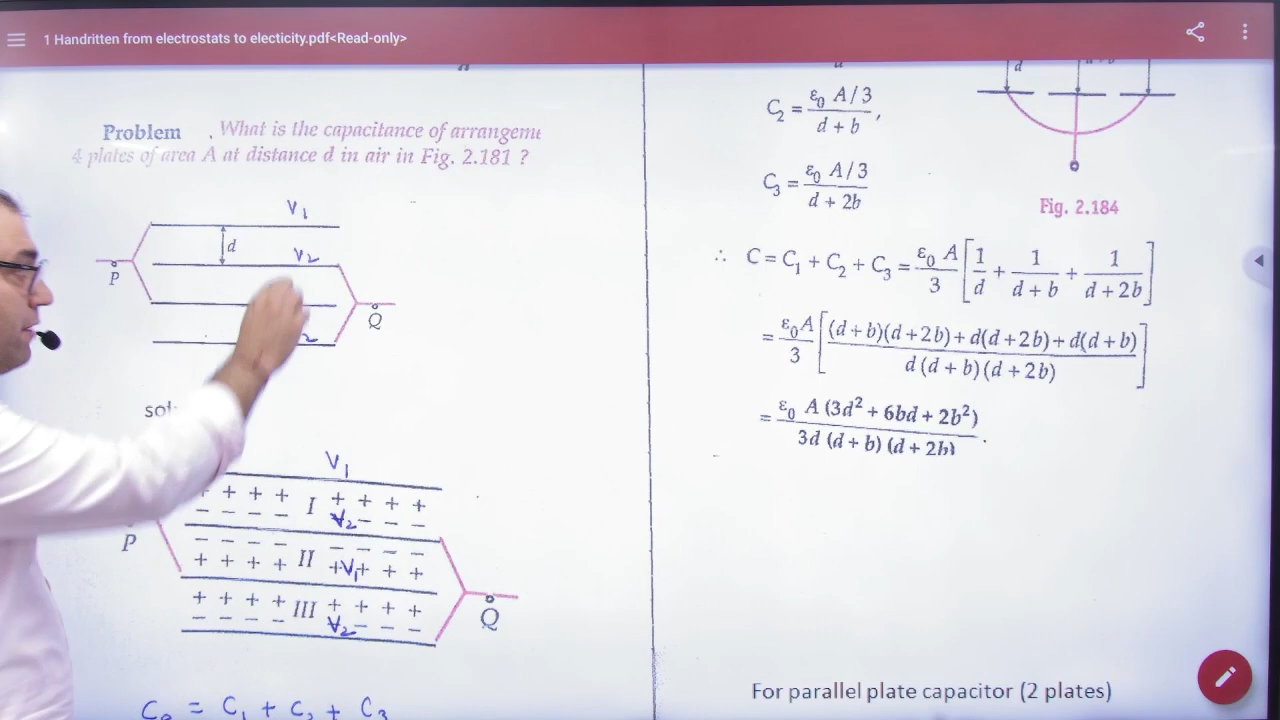 1 Handritten from electrostats to electicity.pdf<Read-only>
Problem . What is the capacitance of
4 plates of area A at distance d in air in Fig. 2.181 ?
V₁
d
V₂
P
Q
2
V₁
+ + + + I + + + +
− − − − V₂ − − −
− − − − II − − − −
+ + + + +V₁+ + +
+ + + + III + + + +
− − − − V₂ − − −
P
Q
= C₁ + C₂ + C₃
d
C₂ = ε₀ A/3 / d + b ,
C₃ = ε₀ A/3 / d + 2b
Fig. 2.184
∴ C = C₁ + C₂ + C₃ = ε₀ A / 3 [ 1/d + 1/d + b + 1/d + 2b ]
= ε₀A / 3 [ (d + b)(d + 2b) + d(d + 2b) + d(d + b) / d (d + b) (d + 2b) ]
= ε₀ A (3d² + 6bd + 2b²) / 3d (d + b) (d + 2b) .
For parallel plate capacitor (2 plates)